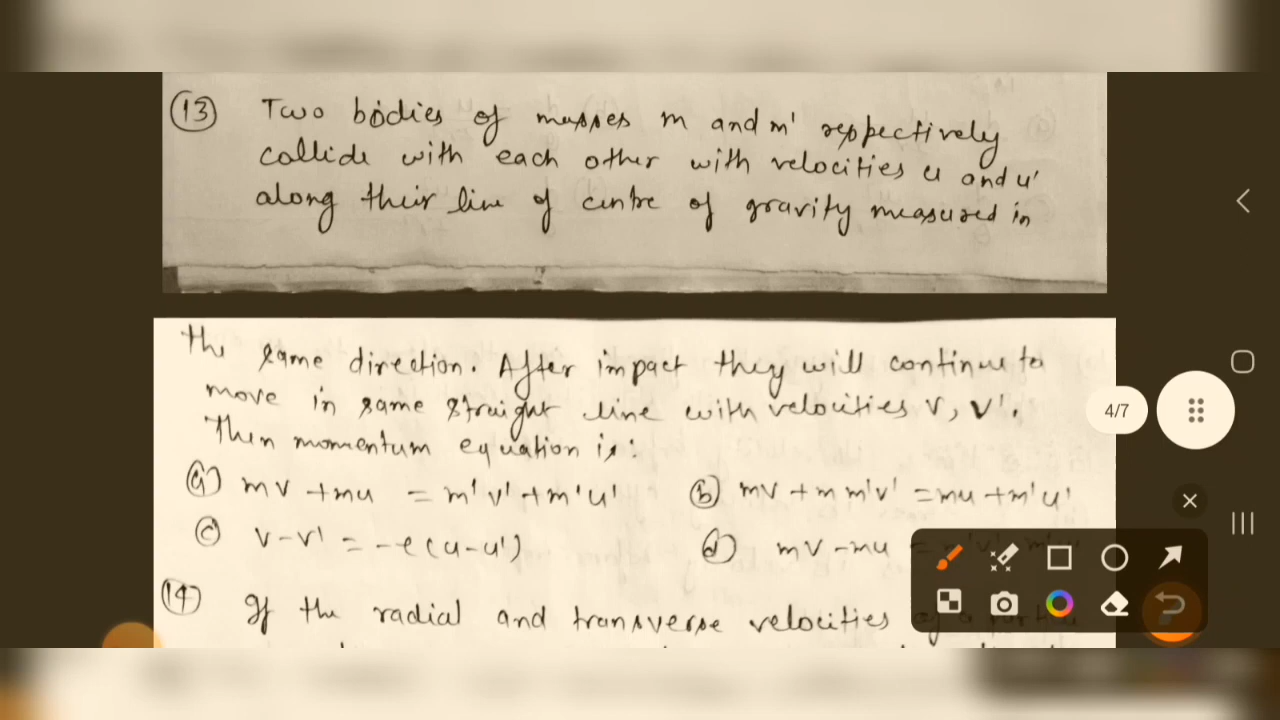 (13) Two bodies of masses m and m' respectively
collide with each other with velocities u and u'
along their line of centre of gravity measured in
the same direction. After impact they will continue to
move in same straight line with velocities v, v'.
Then momentum equation is:
(a) mv + mu = m'v' + m'u' (b) mv + m m'v' = mu + m'u'
(c) v-v' = -e(u-u') (d) mv - mu
(14) If the radial and transverse velocities
4/7